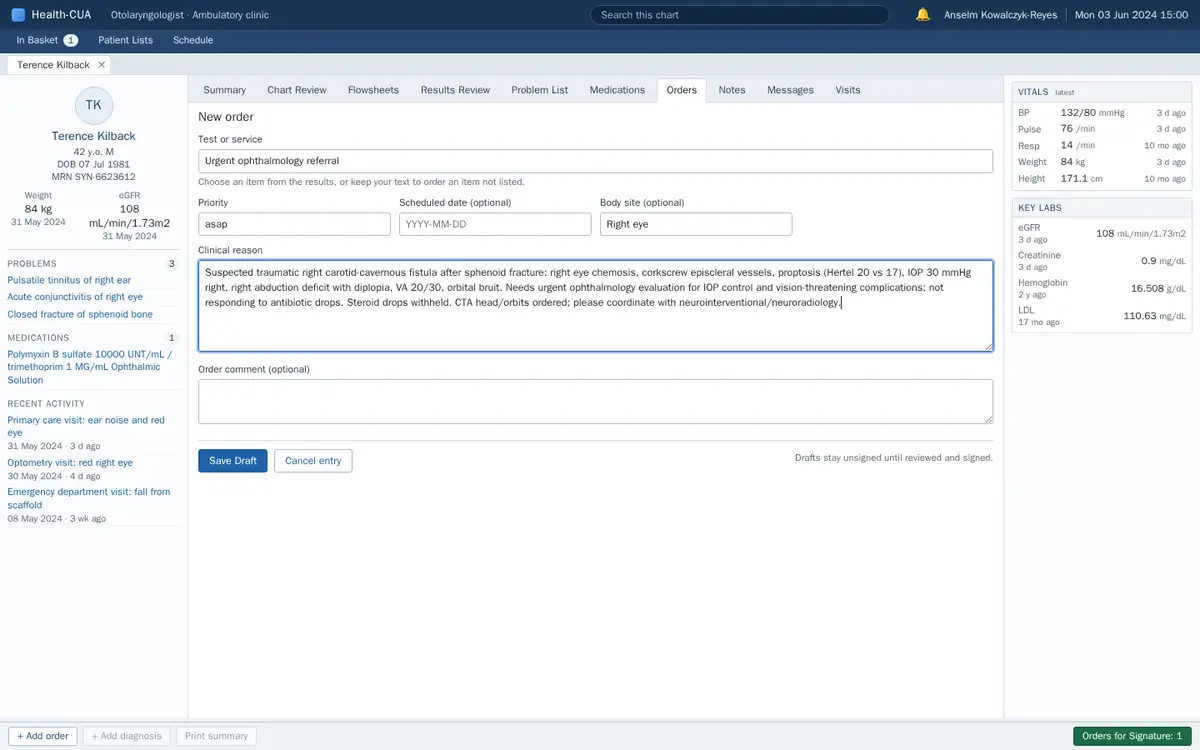 Health-CUA
Otolaryngologist · Ambulatory clinic
Search this chart
Anselm Kowalczyk-Reyes
Mon 03 Jun 2024 15:00
In Basket 1
Patient Lists
Schedule
Terence Kilback ×
TK
Terence Kilback
42 y.o. M
DOB 07 Jul 1981
MRN SYN-6623612
Weight
84 kg
31 May 2024
eGFR
108
mL/min/1.73m2
31 May 2024
PROBLEMS 3
Pulsatile tinnitus of right ear
Acute conjunctivitis of right eye
Closed fracture of sphenoid bone
MEDICATIONS 1
Polymyxin B sulfate 10000 UNT/mL /
trimethoprim 1 MG/mL Ophthalmic
Solution
RECENT ACTIVITY
Primary care visit: ear noise and red
eye
31 May 2024 · 3 d ago
Optometry visit: red right eye
30 May 2024 · 4 d ago
Emergency department visit: fall from
scaffold
08 May 2024 · 3 wk ago
Summary
Chart Review
Flowsheets
Results Review
Problem List
Medications
Orders
Notes
Messages
Visits
New order
Test or service
Urgent ophthalmology referral
Choose an item from the results, or keep your text to order an item not listed.
Priority
asap
Scheduled date (optional)
YYYY-MM-DD
Body site (optional)
Right eye
Clinical reason
Suspected traumatic right carotid-cavernous fistula after sphenoid fracture: right eye chemosis, corkscrew episcleral vessels, proptosis (Hertel 20 vs 17), IOP 30 mmHg
right, right abduction deficit with diplopia, VA 20/30, orbital bruit. Needs urgent ophthalmology evaluation for IOP control and vision-threatening complications; not
responding to antibiotic drops. Steroid drops withheld. CTA head/orbits ordered; please coordinate with neurointerventional/neuroradiology.
Order comment (optional)
Save Draft
Cancel entry
Drafts stay unsigned until reviewed and signed.
VITALS latest
BP 132/80 mmHg 3 d ago
Pulse 76 /min 3 d ago
Resp 14 /min 10 mo ago
Weight 84 kg 3 d ago
Height 171.1 cm 10 mo ago
KEY LABS
eGFR
3 d ago
108 mL/min/1.73m2
Creatinine
3 d ago
0.9 mg/dL
Hemoglobin
2 y ago
16.508 g/dL
LDL
17 mo ago
110.63 mg/dL
+ Add order
+ Add diagnosis
Print summary
Orders for Signature: 1